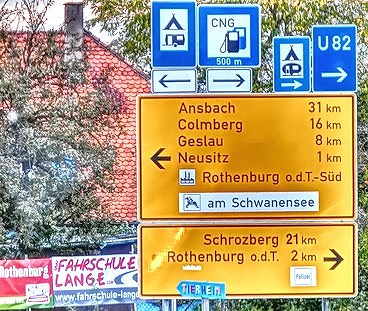 CNG
500 m
U 82
Ansbach 31 km
Colmberg 16 km
Geslau 8 km
Neusitz 1 km
Rothenburg o.d.T.-Süd
am Schwanensee
Schrozberg 21 km
Rothenburg o.d.T. 2 km
Polizei
TIERHEIM
Rothenburg
FAHRSCHULE
LANGE
www.fahrschule-lange